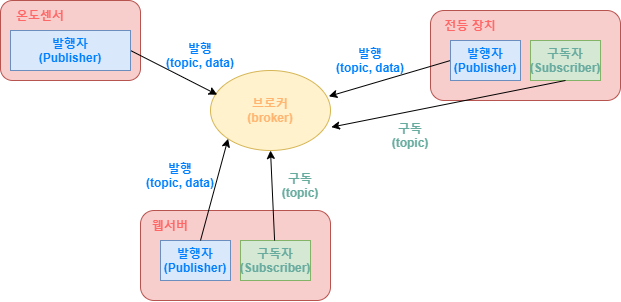 온도센서
발행자
(Publisher)
발행
(topic, data)
전등 장치
발행자
(Publisher)
구독자
(Subscriber)
발행
(topic, data)
브로커
(broker)
구독
(topic)
발행
(topic, data)
구독
(topic)
웹서버
발행자
(Publisher)
구독자
(Subscriber)